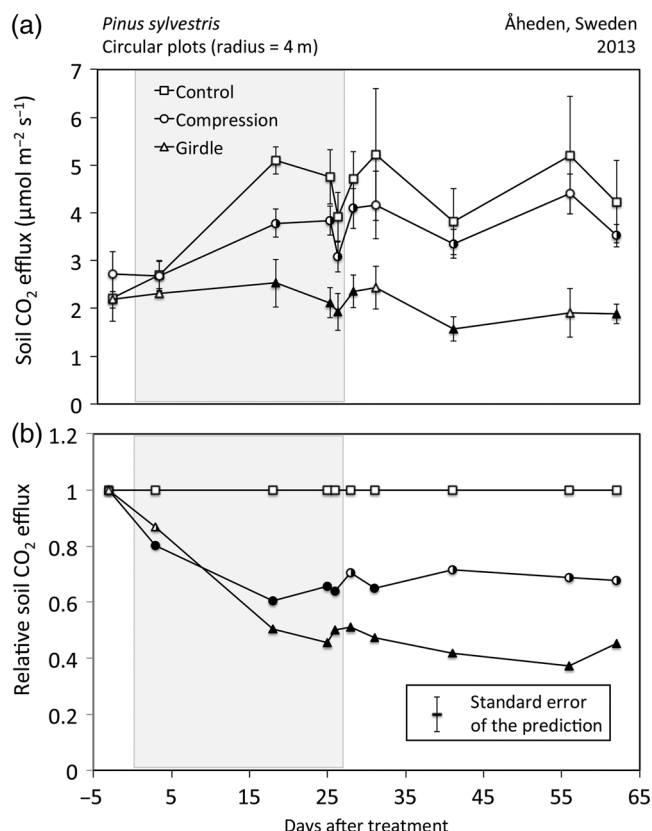 (a)
Pinus sylvestris
Circular plots (radius = 4 m)
Åheden, Sweden
2013
Soil CO2 efflux (μmol m−2 s−1)
7
6
5
4
3
2
1
0
Control
Compression
Girdle
(b)
Relative soil CO2 efflux
1.2
1
0.8
0.6
0.4
0.2
0
Standard error
of the prediction
−5
5
15
25
35
45
55
65
Days after treatment